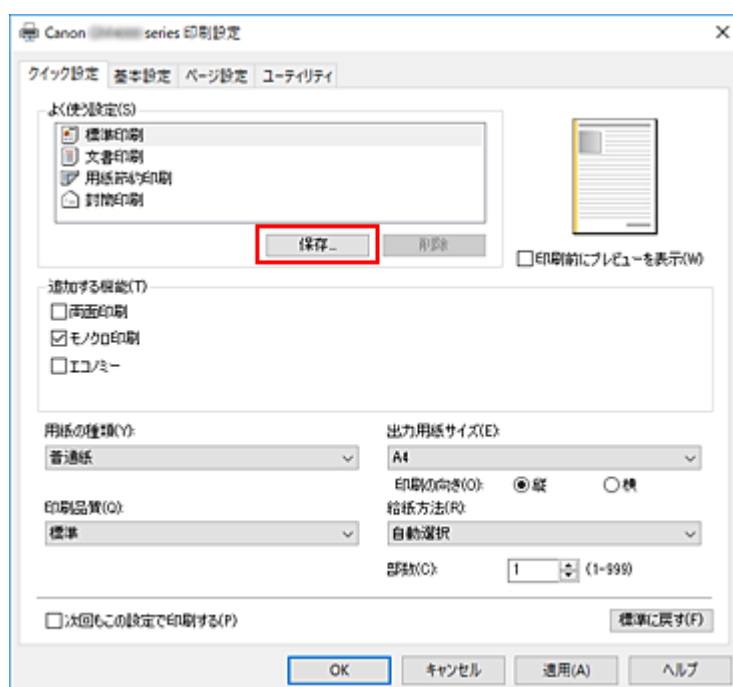 Canon series 印刷設定
クイック設定 基本設定 ページ設定 ユーティリティ
よく使う設定(S)
標準印刷
文書印刷
用紙節約印刷
封筒印刷
保存... 削除
印刷前にプレビューを表示(W)
追加する機能(T)
両面印刷
モノクロ印刷
エコノミー
用紙の種類(Y): 出力用紙サイズ(E):
普通紙 A4
印刷の向き(O): 縦 横
印刷品質(Q): 給紙方法(R):
標準 自動選択
部数(C): 1 (1-999)
次回もこの設定で印刷する(P) 標準に戻す(F)
OK キャンセル 適用(A) ヘルプ